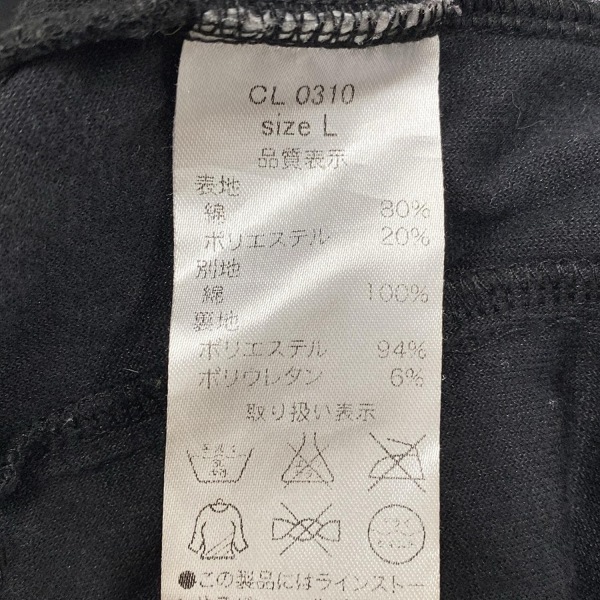 CL 0310
size L
品質表示
表地
綿 80%
ポリエステル 20%
別地
綿 100%
裏地
ポリエステル 94%
ポリウレタン 6%
取り扱い表示
●この製品にはラインストー